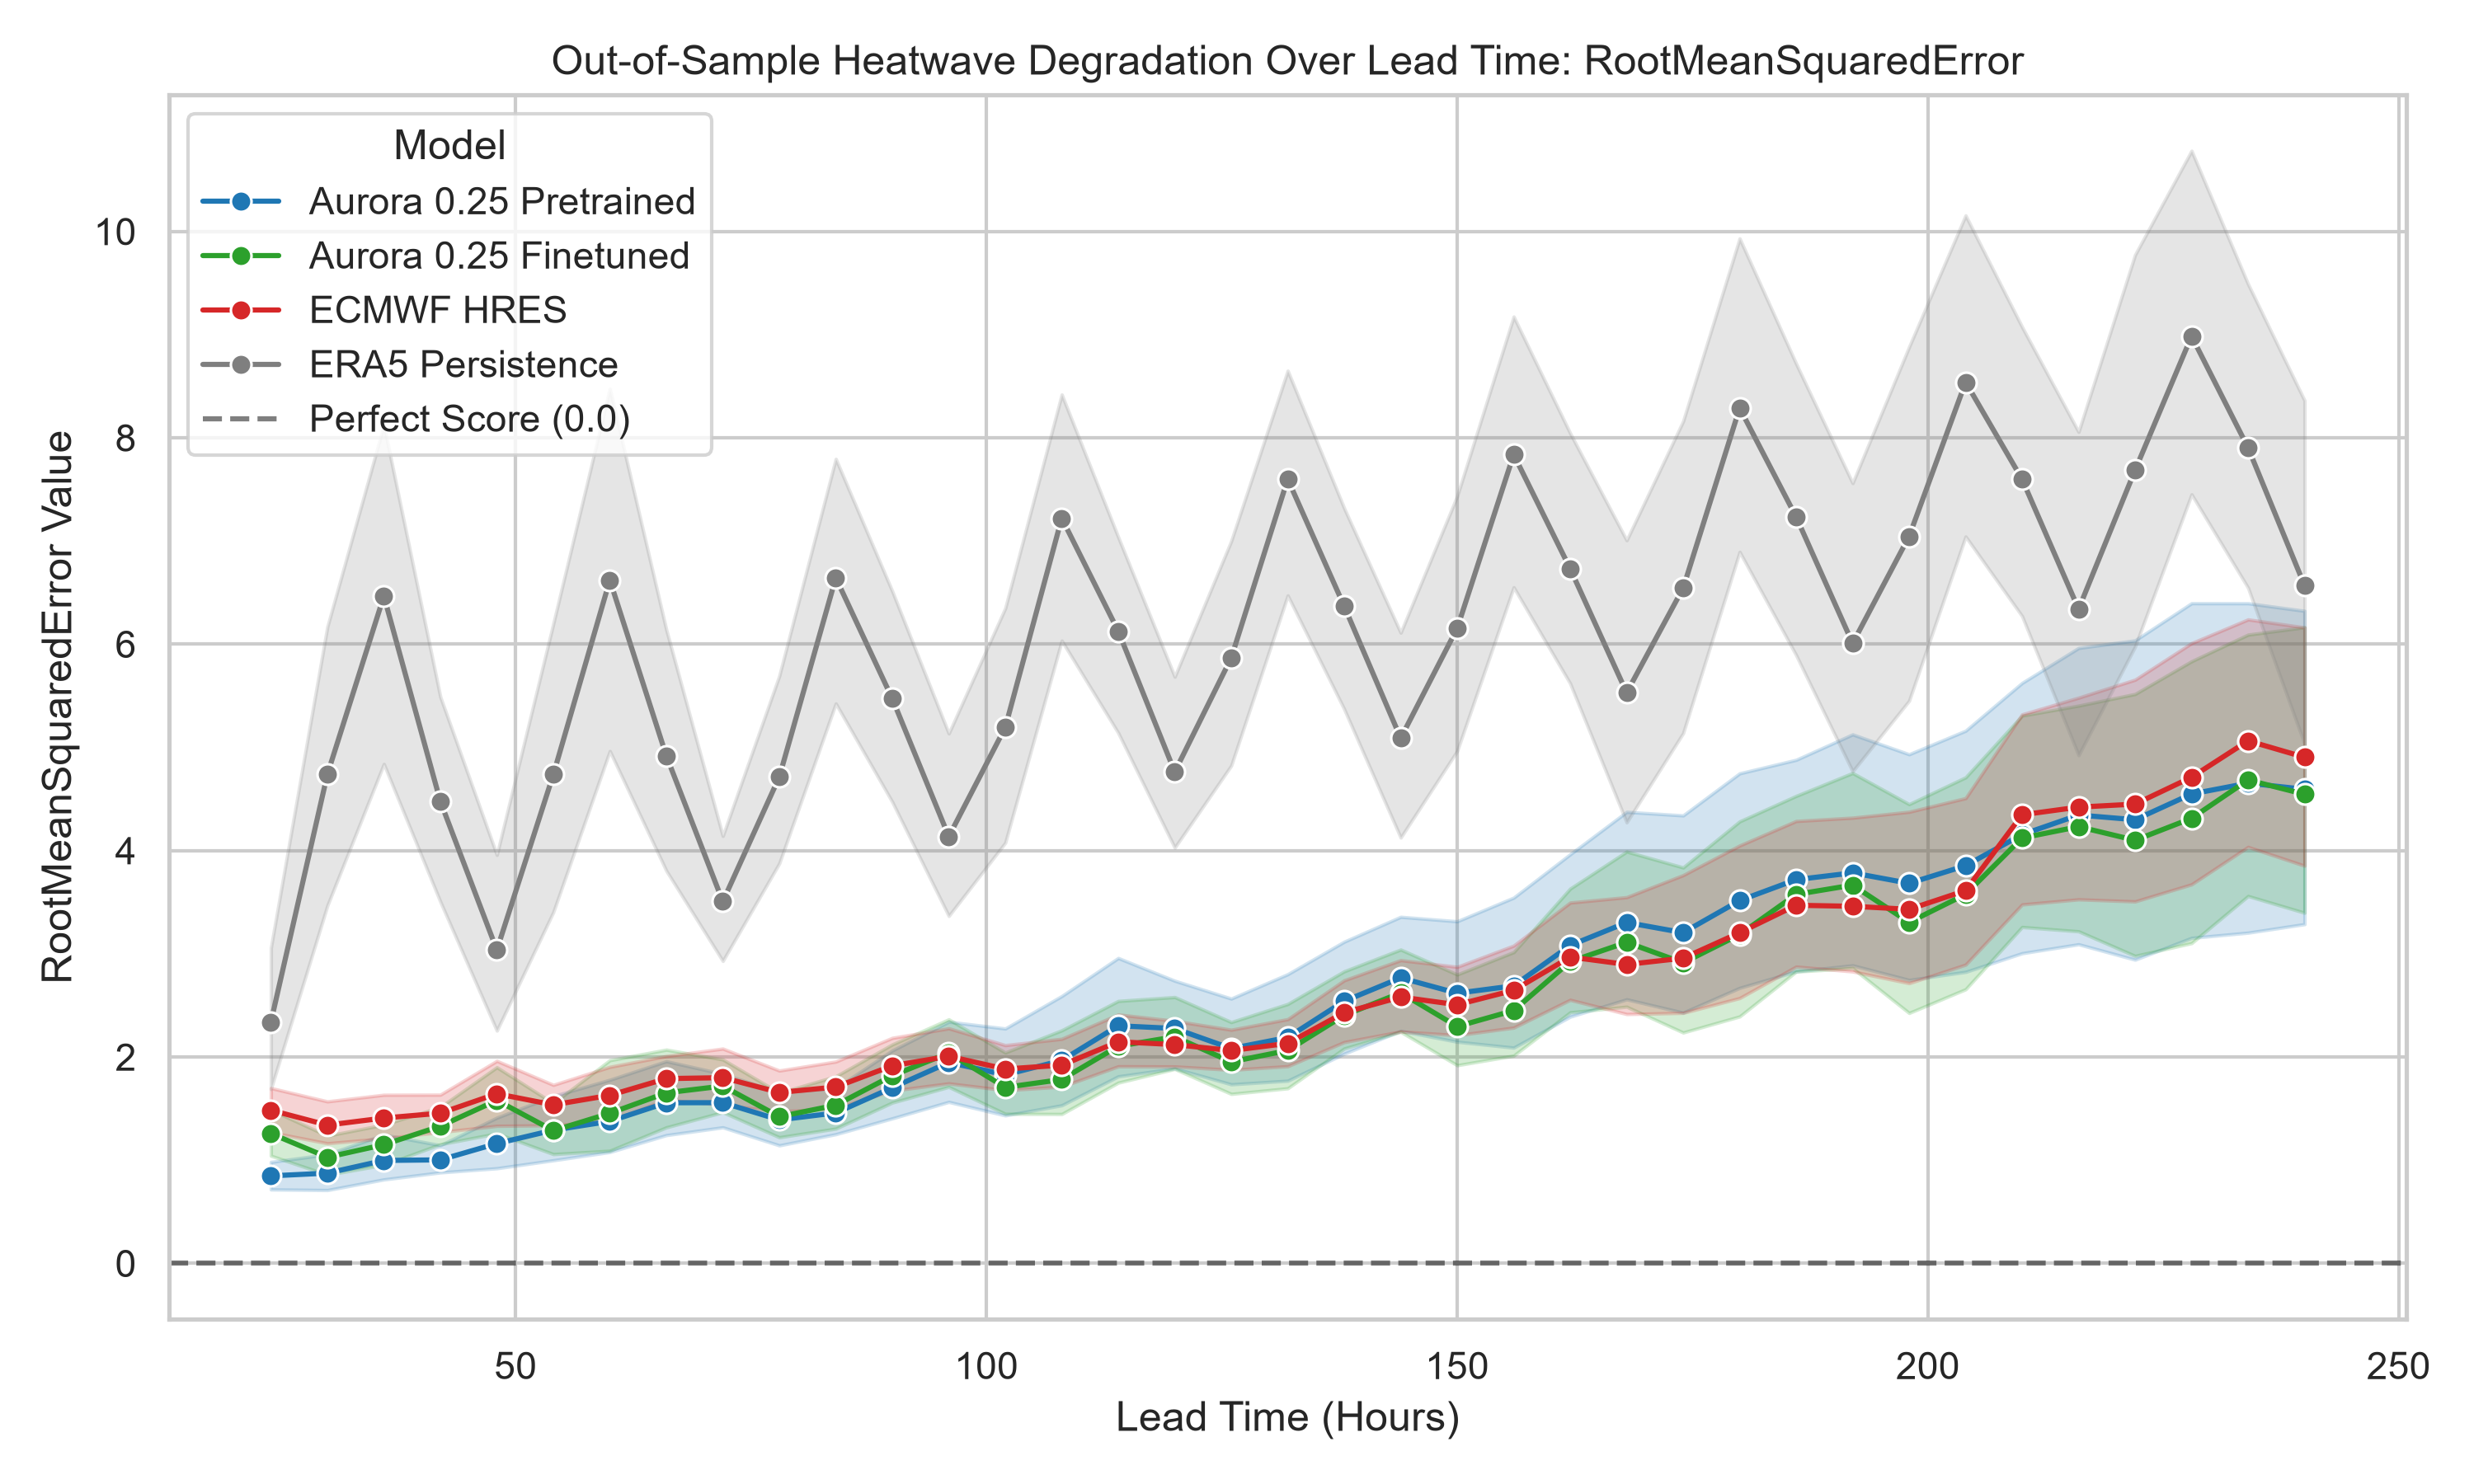 Out-of-Sample Heatwave Degradation Over Lead Time: RootMeanSquaredError
Model
Aurora 0.25 Pretrained
Aurora 0.25 Finetuned
ECMWF HRES
ERA5 Persistence
Perfect Score (0.0)
RootMeanSquaredError Value
10
8
6
4
2
0
50
100
150
200
250
Lead Time (Hours)